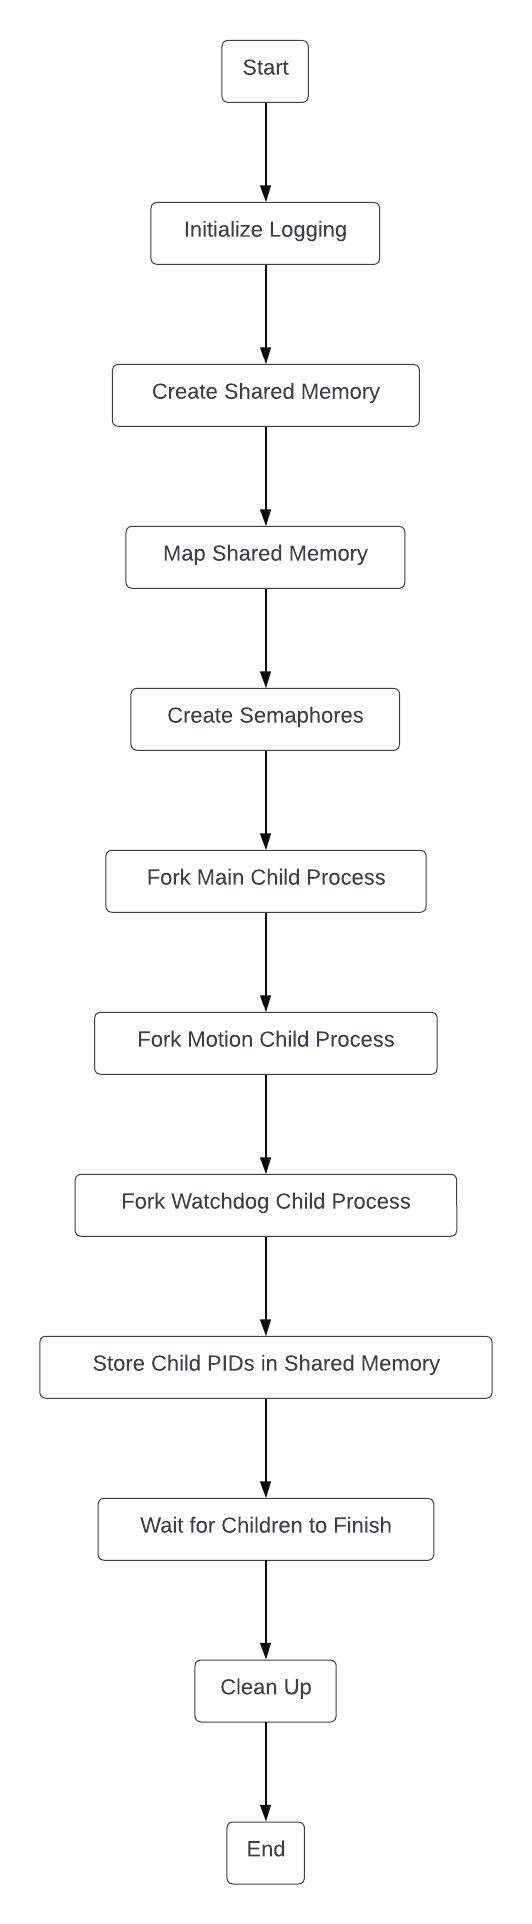 Start
Initialize Logging
Create Shared Memory
Map Shared Memory
Create Semaphores
Fork Main Child Process
Fork Motion Child Process
Fork Watchdog Child Process
Store Child PIDs in Shared Memory
Wait for Children to Finish
Clean Up
End